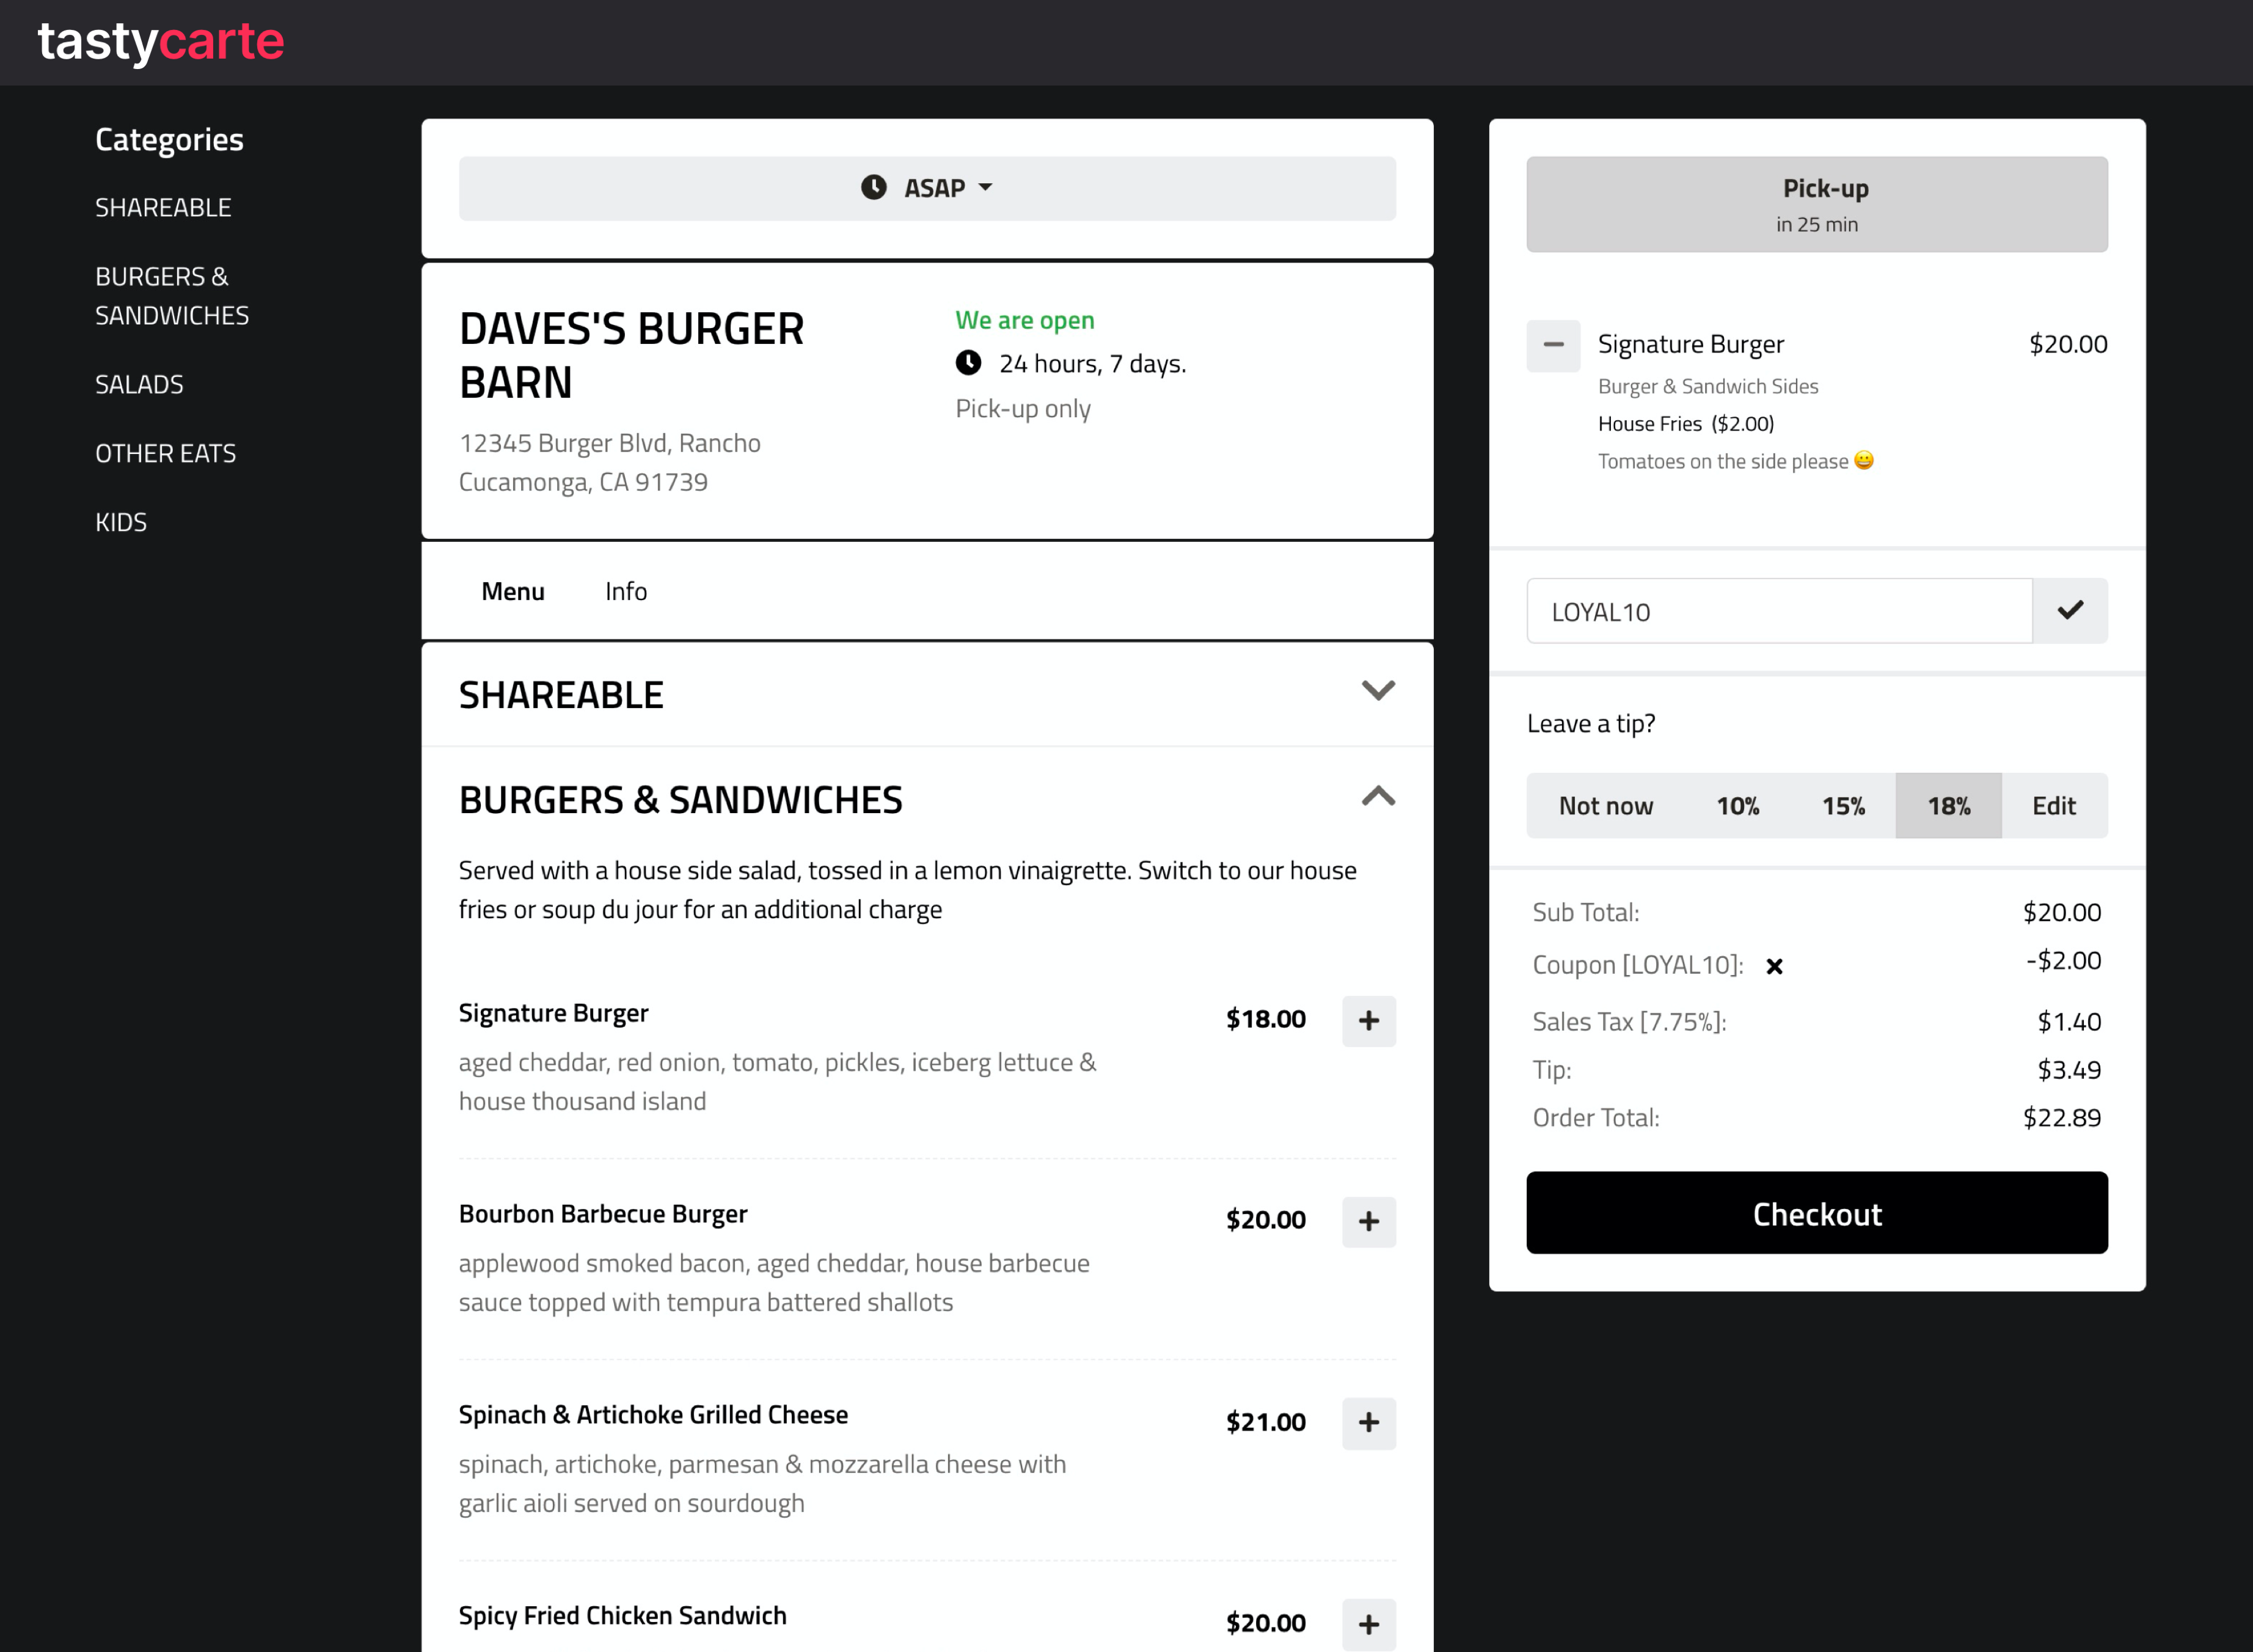 tastycarte
Categories
SHAREABLE
BURGERS &
SANDWICHES
SALADS
OTHER EATS
KIDS
ASAP
DAVES'S BURGER
BARN
12345 Burger Blvd, Rancho
Cucamonga, CA 91739
We are open
24 hours, 7 days.
Pick-up only
Menu Info
SHAREABLE
BURGERS & SANDWICHES
Served with a house side salad, tossed in a lemon vinaigrette. Switch to our house
fries or soup du jour for an additional charge
Signature Burger $18.00 +
aged cheddar, red onion, tomato, pickles, iceberg lettuce &
house thousand island
Bourbon Barbecue Burger $20.00 +
applewood smoked bacon, aged cheddar, house barbecue
sauce topped with tempura battered shallots
Spinach & Artichoke Grilled Cheese $21.00 +
spinach, artichoke, parmesan & mozzarella cheese with
garlic aioli served on sourdough
Spicy Fried Chicken Sandwich $20.00 +
Pick-up
in 25 min
Signature Burger $20.00
Burger & Sandwich Sides
House Fries ($2.00)
Tomatoes on the side please 😀
LOYAL10
Leave a tip?
Not now 10% 15% 18% Edit
Sub Total: $20.00
Coupon [LOYAL10]: -$2.00
Sales Tax [7.75%]: $1.40
Tip: $3.49
Order Total: $22.89
Checkout